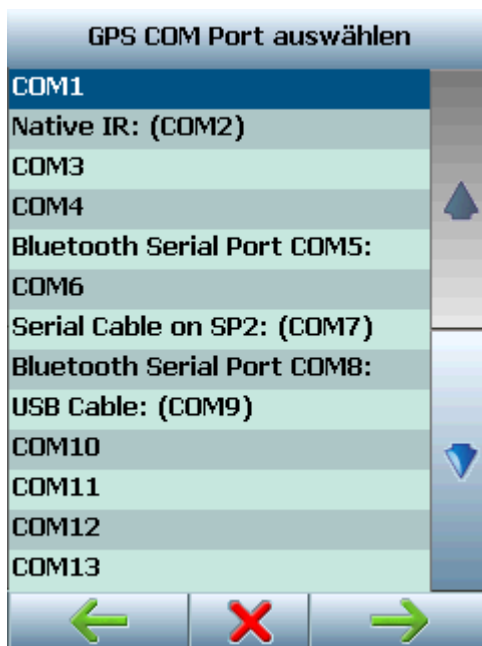 GPS COM Port auswählen
COM1
Native IR: (COM2)
COM3
COM4
Bluetooth Serial Port COM5:
COM6
Serial Cable on SP2: (COM7)
Bluetooth Serial Port COM8:
USB Cable: (COM9)
COM10
COM11
COM12
COM13